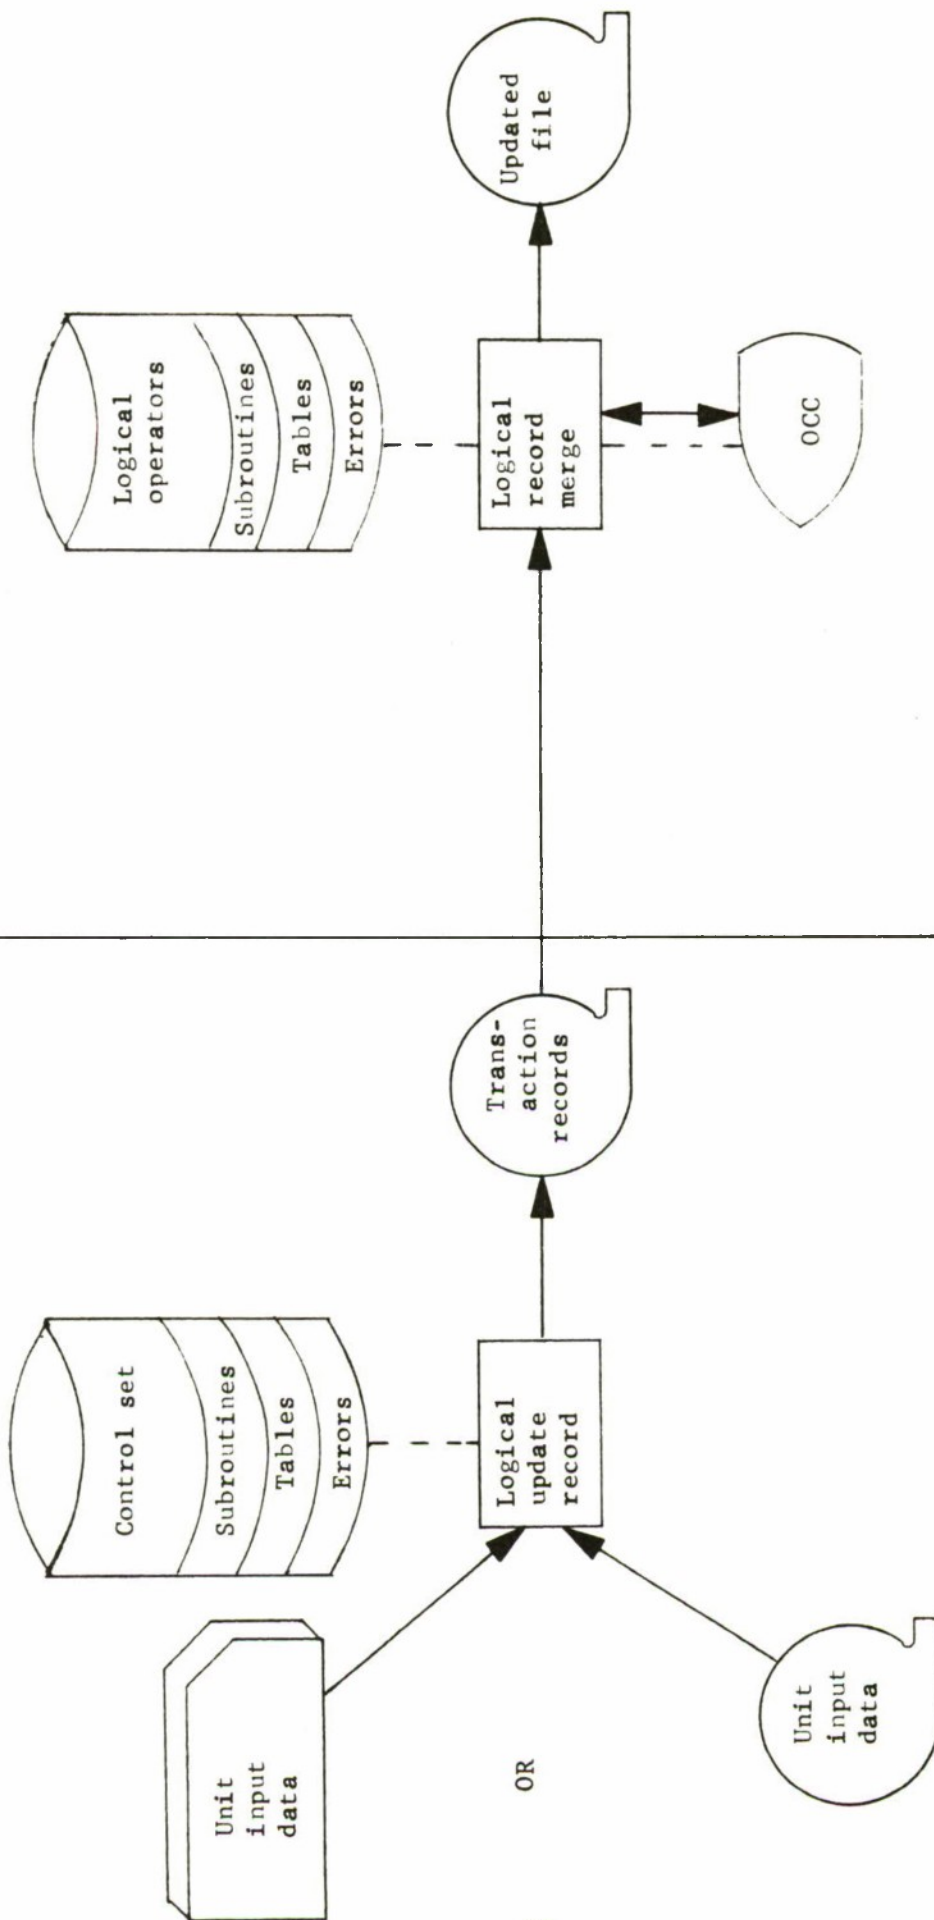 Unit
input
data
OR
Unit
input
data
Control set
Subroutines
Tables
Errors
Logical
update
record
Trans-
action
records
Logical
operators
Subroutines
Tables
Errors
Logical
record
merge
OCC
Updated
file